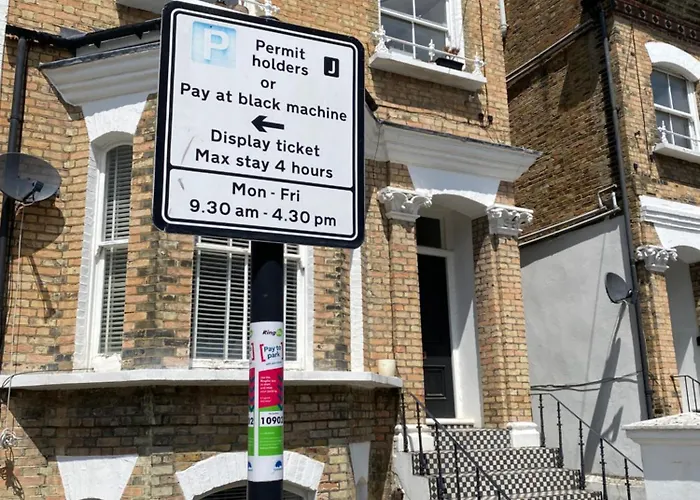 P
Permit
holders
or
J
Pay at black machine
Display ticket
Max stay 4 hours
Mon - Fri
9.30 am - 4.30 pm
Ring
Pay to
park